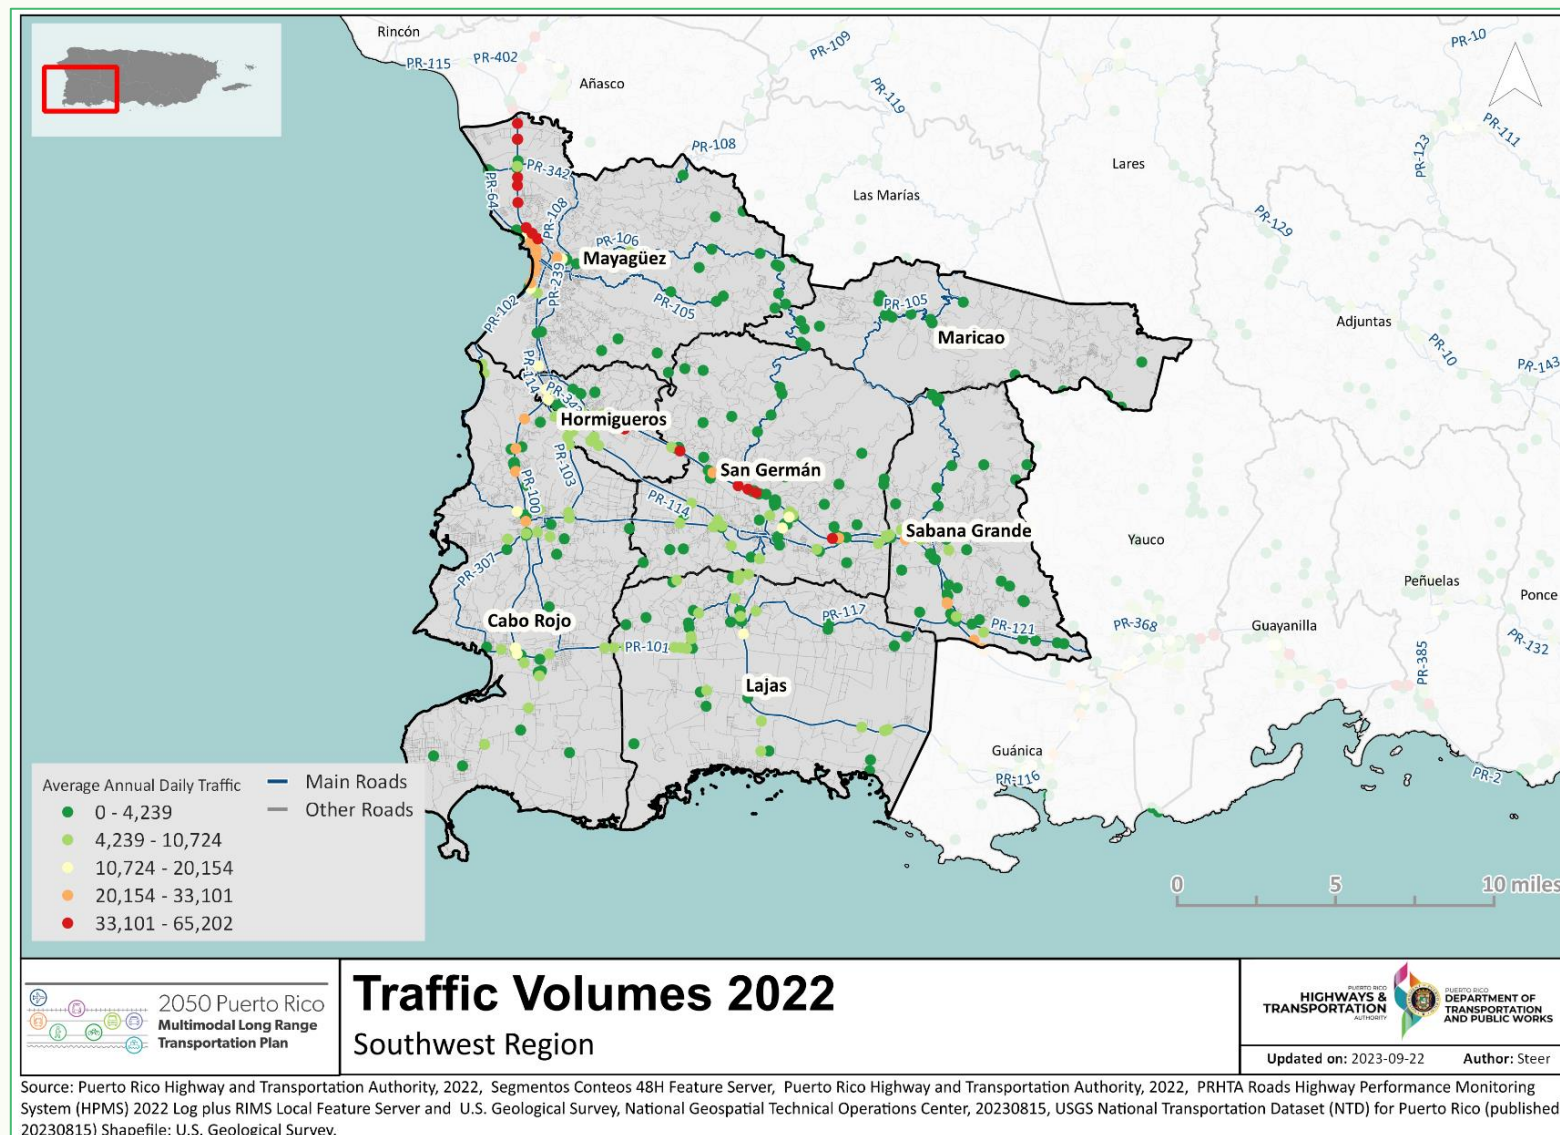 Rincón
PR-115
PR-402
Añasco
PR-109
PR-119
PR-10
PR-108
PR-123
PR-111
Lares
Las Marías
PR-342
PR-64
PR-108
PR-129
PR-106
Mayagüez
PR-239
PR-102
PR-105
PR-105
Maricao
Adjuntas
PR-10
PR-143
PR-114
Hormigueros
PR-103
San Germán
PR-100
PR-114
Sabana Grande
Yauco
PR-307
Peñuelas
Ponce
Cabo Rojo
PR-117
PR-121
PR-368
Guayanilla
PR-132
PR-101
PR-385
Lajas
Guánica
PR-116
PR-2
Average Annual Daily Traffic
0 - 4,239
4,239 - 10,724
10,724 - 20,154
20,154 - 33,101
33,101 - 65,202
Main Roads
Other Roads
0 5 10 miles
2050 Puerto Rico
Multimodal Long Range
Transportation Plan
Traffic Volumes 2022
Southwest Region
PUERTO RICO
HIGHWAYS &
TRANSPORTATION
AUTHORITY
PUERTO RICO
DEPARTMENT OF
TRANSPORTATION
AND PUBLIC WORKS
Updated on: 2023-09-22 Author: Steer
Source: Puerto Rico Highway and Transportation Authority, 2022, Segmentos Conteos 48H Feature Server, Puerto Rico Highway and Transportation Authority, 2022, PRHTA Roads Highway Performance Monitoring
System (HPMS) 2022 Log plus RIMS Local Feature Server and U.S. Geological Survey, National Geospatial Technical Operations Center, 20230815, USGS National Transportation Dataset (NTD) for Puerto Rico (published
20230815) Shapefile: U.S. Geological Survey.